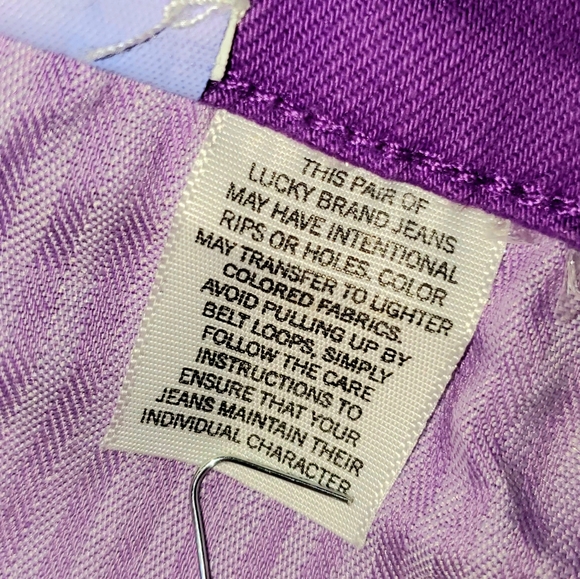 THIS PAIR OF
LUCKY BRAND JEANS
MAY HAVE INTENTIONAL
RIPS OR HOLES. COLOR
MAY TRANSFER TO LIGHTER
COLORED FABRICS.
AVOID PULLING UP BY
BELT LOOPS, SIMPLY
FOLLOW THE CARE
INSTRUCTIONS TO
ENSURE THAT YOUR
JEANS MAINTAIN THEIR
INDIVIDUAL CHARACTER